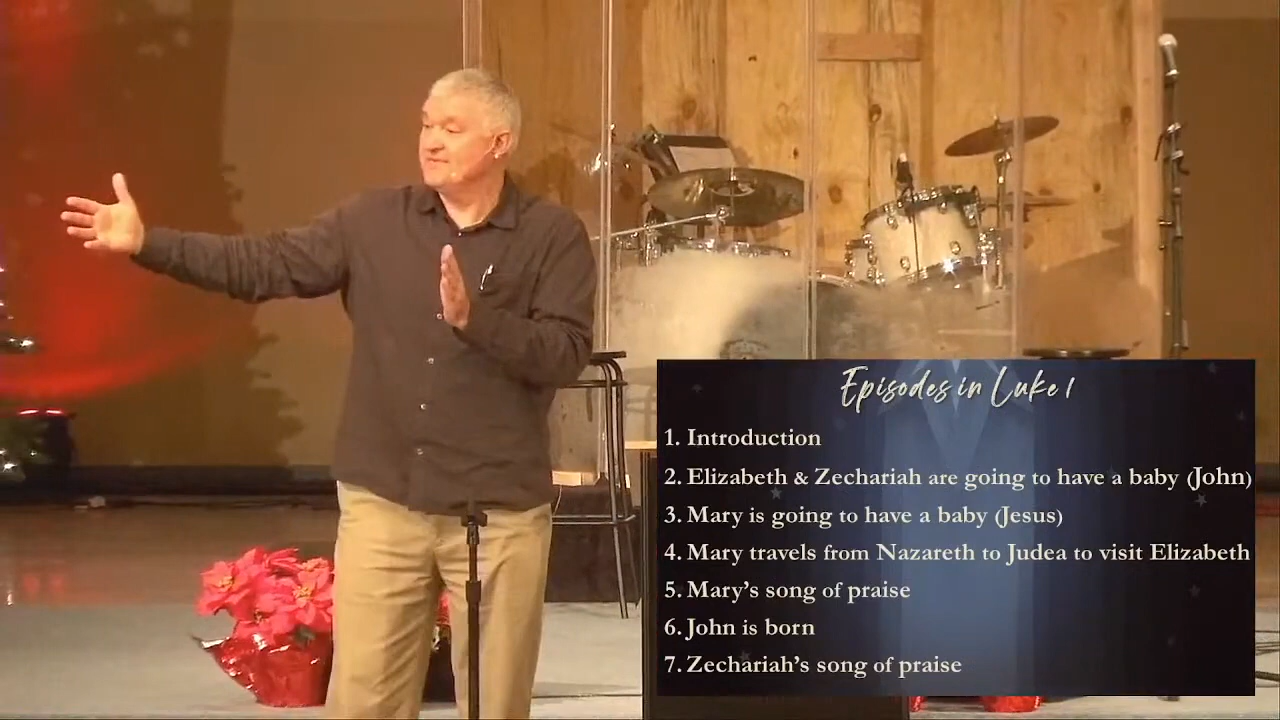 Episodes in Luke 1
1. Introduction
2. Elizabeth & Zechariah are going to have a baby (John)
3. Mary is going to have a baby (Jesus)
4. Mary travels from Nazareth to Judea to visit Elizabeth
5. Mary’s song of praise
6. John is born
7. Zechariah’s song of praise